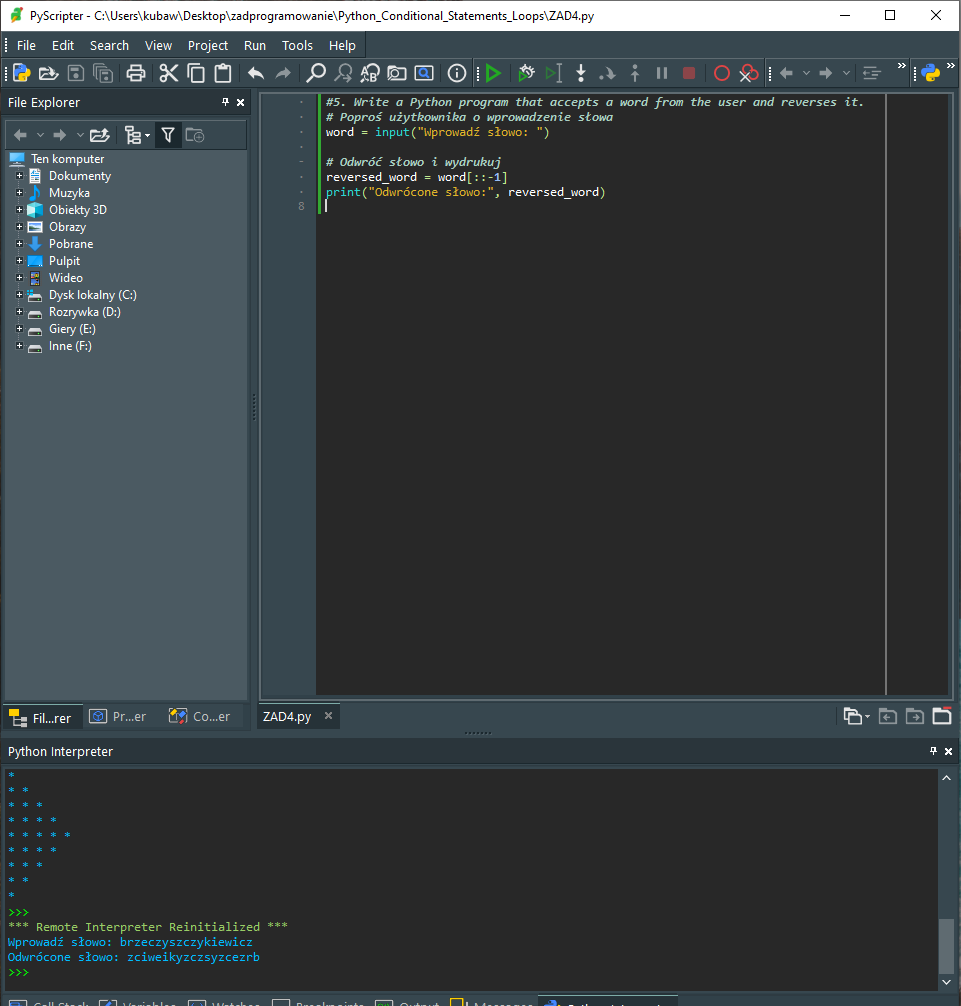 PyScripter - C:\Users\kubaw\Desktop\zadprogramowanie\Python_Conditional_Statements_Loops\ZAD4.py
File Edit Search View Project Run Tools Help
File Explorer
Ten komputer
Dokumenty
Muzyka
Obiekty 3D
Obrazy
Pobrane
Pulpit
Wideo
Dysk lokalny (C:)
Rozrywka (D:)
Giery (E:)
Inne (F:)
Fil...rer Pr...er Co...er
#5. Write a Python program that accepts a word from the user and reverses it.
# Poproś użytkownika o wprowadzenie słowa
word = input("Wprowadź słowo: ")
# Odwróć słowo i wydrukuj
reversed_word = word[::-1]
print("Odwrócone słowo:", reversed_word)
8
ZAD4.py
Python Interpreter
*
* *
* * *
* * * *
* * * * *
* * * *
* * *
* *
*
>>>
*** Remote Interpreter Reinitialized ***
Wprowadź słowo: brzeczyszczykiewicz
Odwrócone słowo: zciweikyzczsyzcezrb
>>>
Call Stack Variables Watches Breakpoints Output Messages Python Interpreter